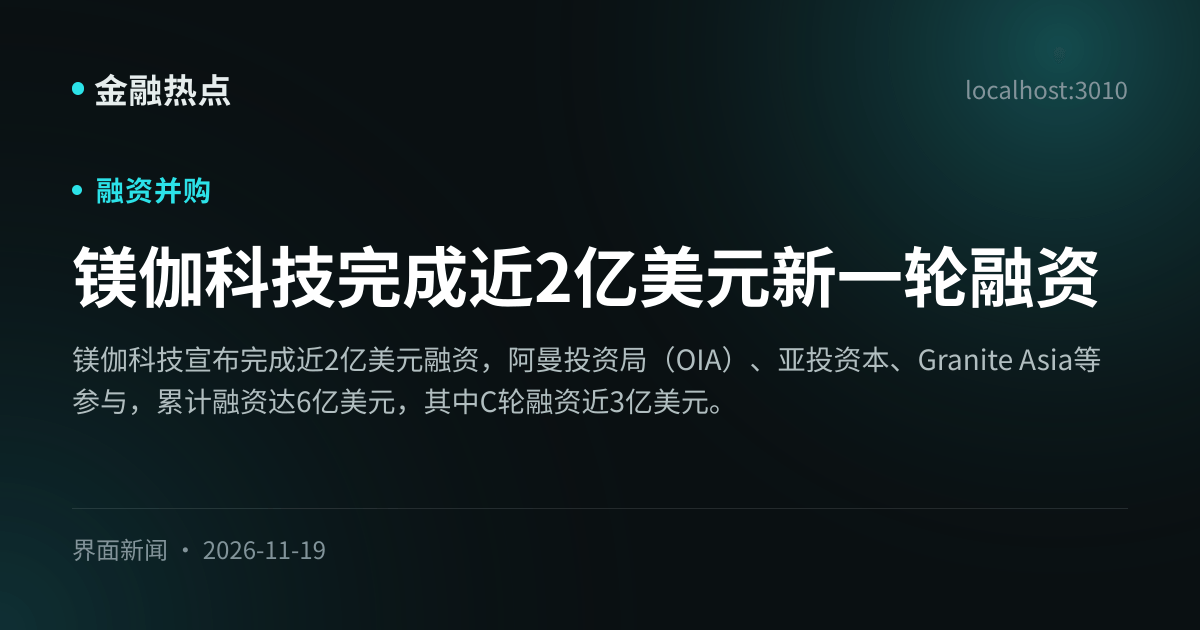 金融热点
localhost:3010
融资并购
镁伽科技完成近2亿美元新一轮融资
镁伽科技宣布完成近2亿美元融资，阿曼投资局（OIA）、亚投资本、Granite Asia等
参与，累计融资达6亿美元，其中C轮融资近3亿美元。
界面新闻 · 2026-11-19